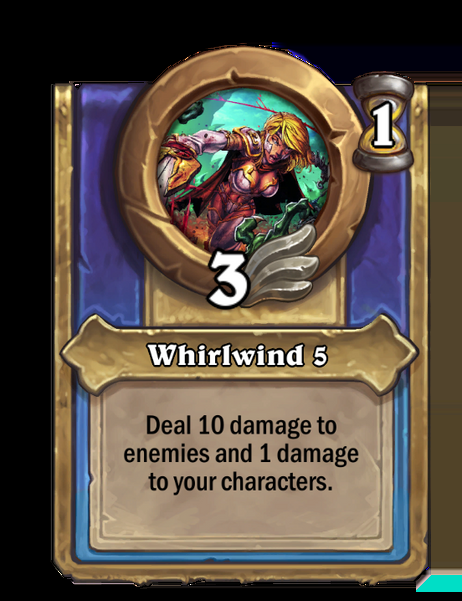 1
3
Whirlwind 5
Deal 10 damage to
enemies and 1 damage
to your characters.